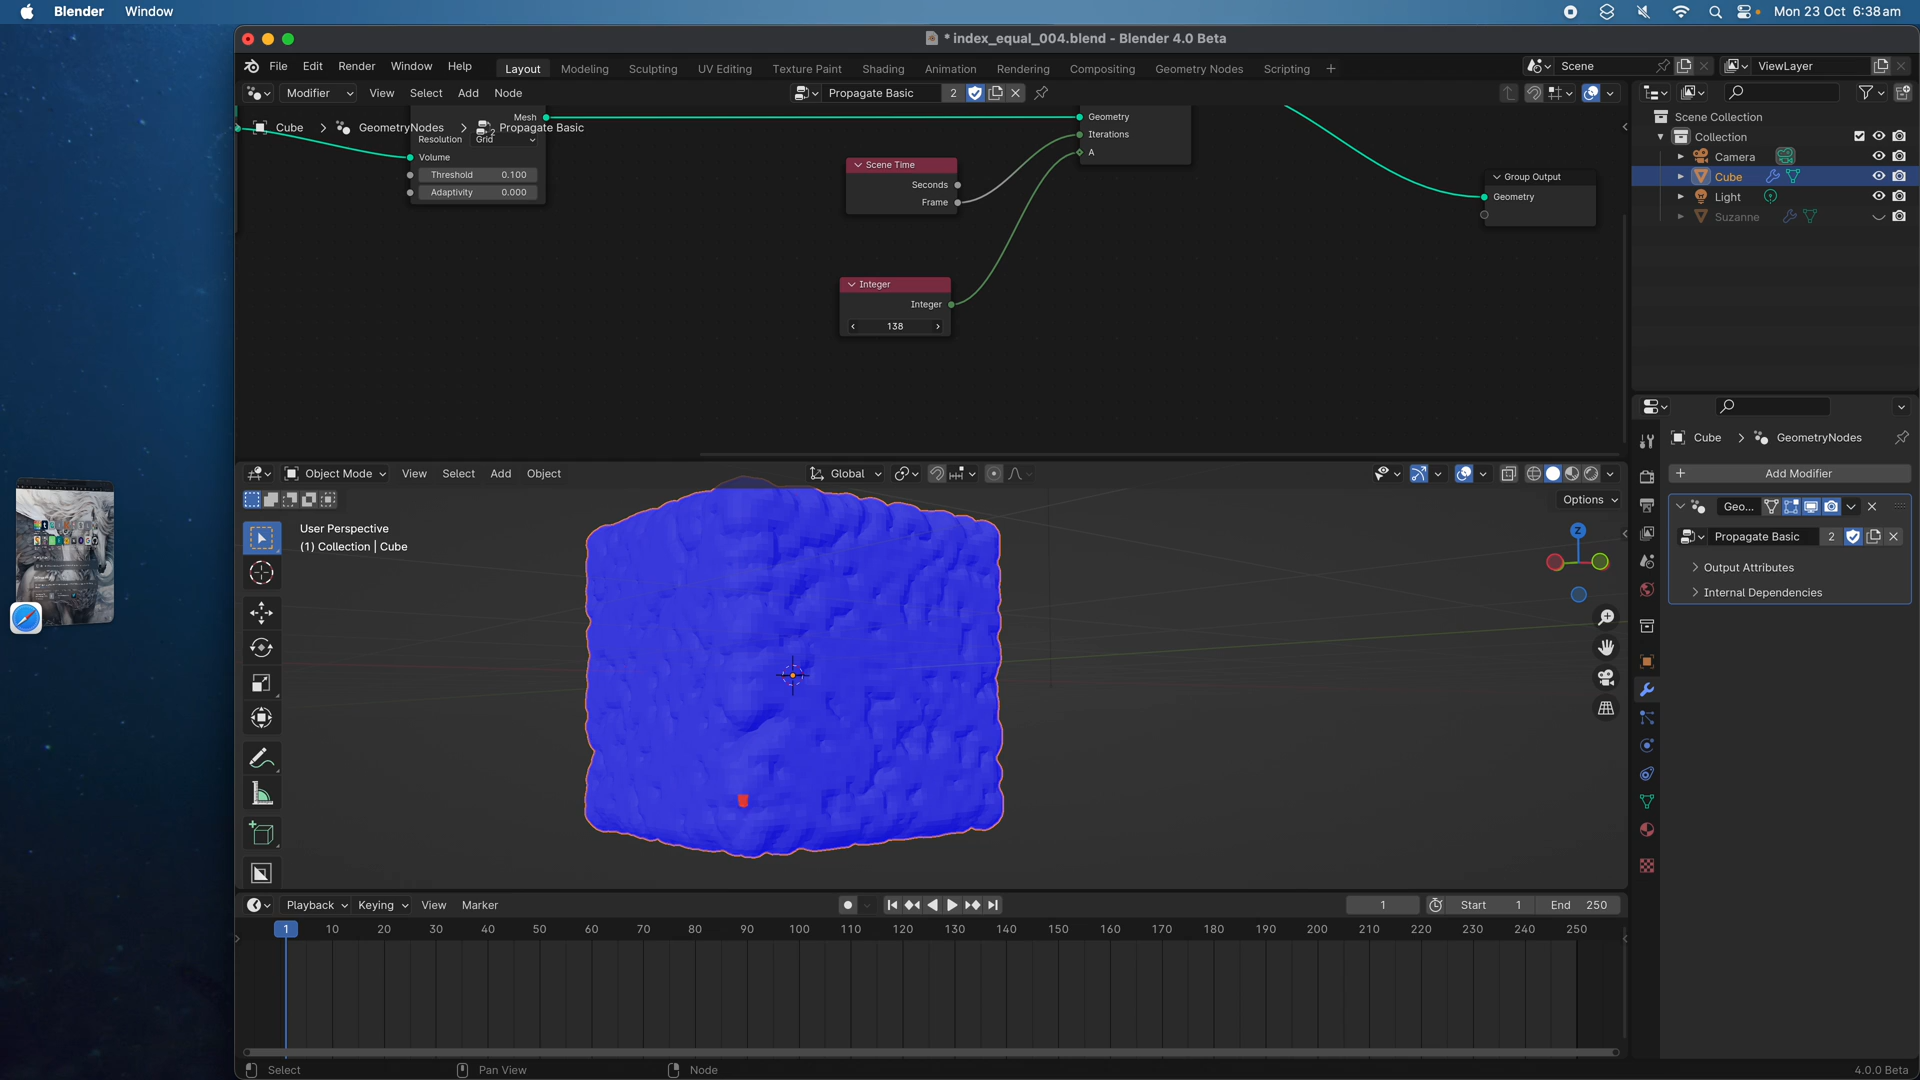 Blender Window Mon 23 Oct 6:38 am
* index_equal_004.blend - Blender 4.0 Beta
File Edit Render Window Help Layout Modeling Sculpting UV Editing Texture Paint Shading Animation Rendering Compositing Geometry Nodes Scripting + Scene ViewLayer
Modifier View Select Add Node Propagate Basic 2
Cube > GeometryNodes > Propagate Basic
2
Mesh
Resolution Grid
Volume
Threshold 0.100
Adaptivity 0.000
Scene Time
Seconds
Frame
Integer
Integer
138
Geometry
Iterations
A
Group Output
Geometry
Scene Collection
Collection
Camera
Cube
Light
Suzanne
Cube > GeometryNodes
+ Add Modifier
Geo...
Propagate Basic 2
Output Attributes
Internal Dependencies
Object Mode View Select Add Object Global
Options
User Perspective
(1) Collection | Cube
Z
Playback Keying View Marker 1 Start 1 End 250
1 10 20 30 40 50 60 70 80 90 100 110 120 130 140 150 160 170 180 190 200 210 220 230 240 250
Select Pan View Node 4.0.0 Beta